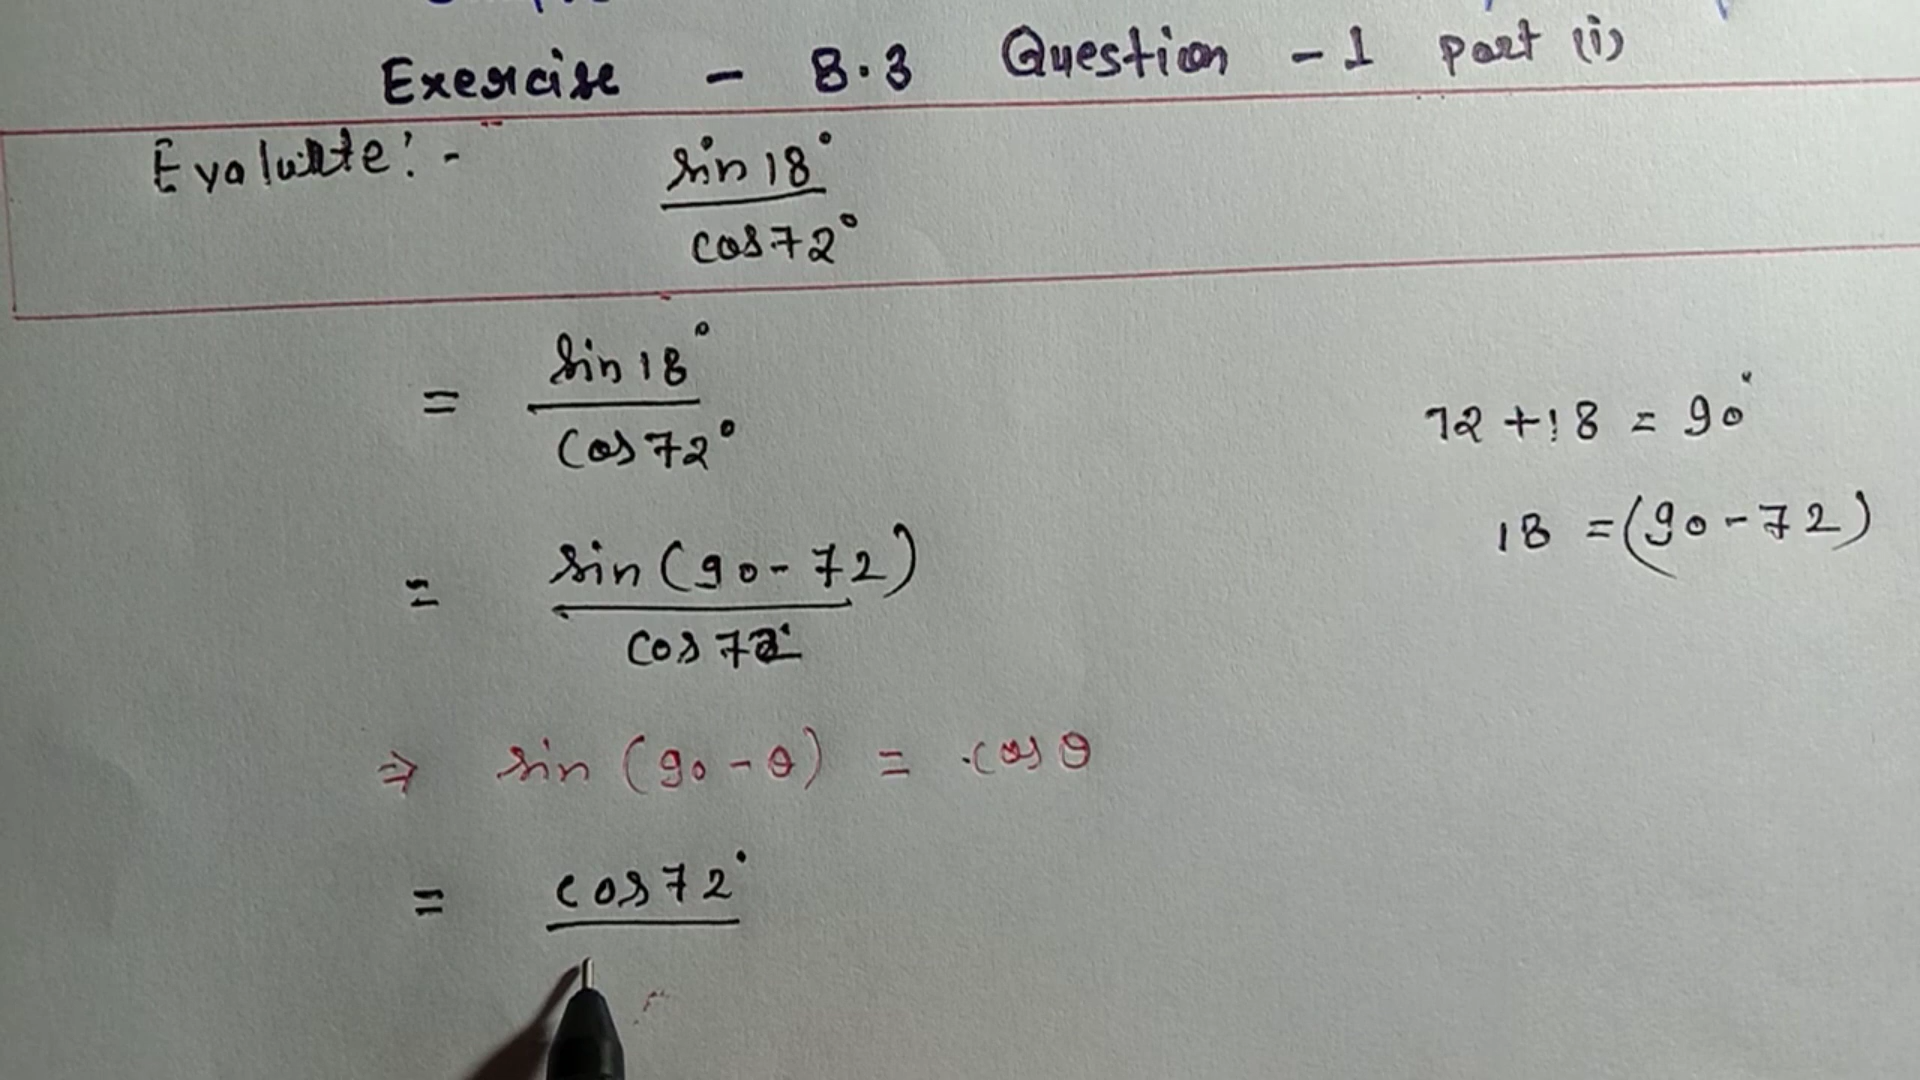 Exercise - 8.3 Question - 1 part (i)
Evaluate:- sin 18° / cos 72°
= sin 18° / cos 72°
72 + 18 = 90°
18 = (90 - 72)
= sin (90 - 72) / cos 72°
⇒ sin (90 - θ) = cos θ
= cos 72°